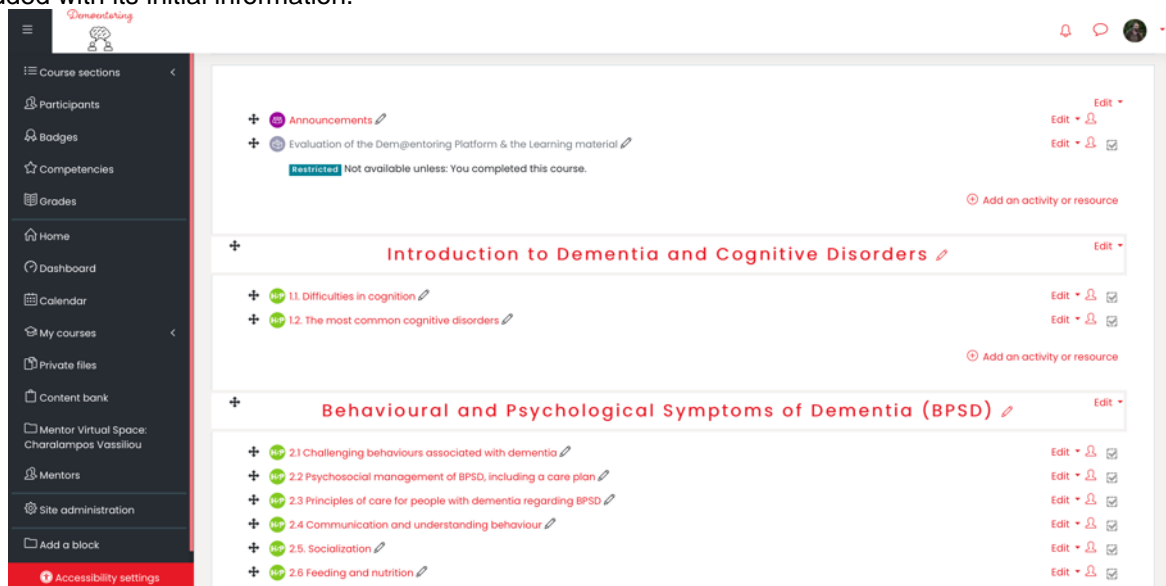 added with its initial information.
Dementoring
Course sections
Participants
Badges
Competencies
Grades
Home
Dashboard
Calendar
My courses
Private files
Content bank
Mentor Virtual Space:
Charalampos Vassiliou
Mentors
Site administration
Add a block
Accessibility settings
Edit
Announcements Edit
Evaluation of the Dem@entoring Platform & the Learning material Edit
Restricted Not available unless: You completed this course.
Add an activity or resource
Introduction to Dementia and Cognitive Disorders Edit
H-P 1.1. Difficulties in cognition Edit
H-P 1.2. The most common cognitive disorders Edit
Add an activity or resource
Behavioural and Psychological Symptoms of Dementia (BPSD) Edit
H-P 2.1 Challenging behaviours associated with dementia Edit
H-P 2.2 Psychosocial management of BPSD, including a care plan Edit
H-P 2.3 Principles of care for people with dementia regarding BPSD Edit
H-P 2.4 Communication and understanding behaviour Edit
H-P 2.5. Socialization Edit
H-P 2.6 Feeding and nutrition Edit